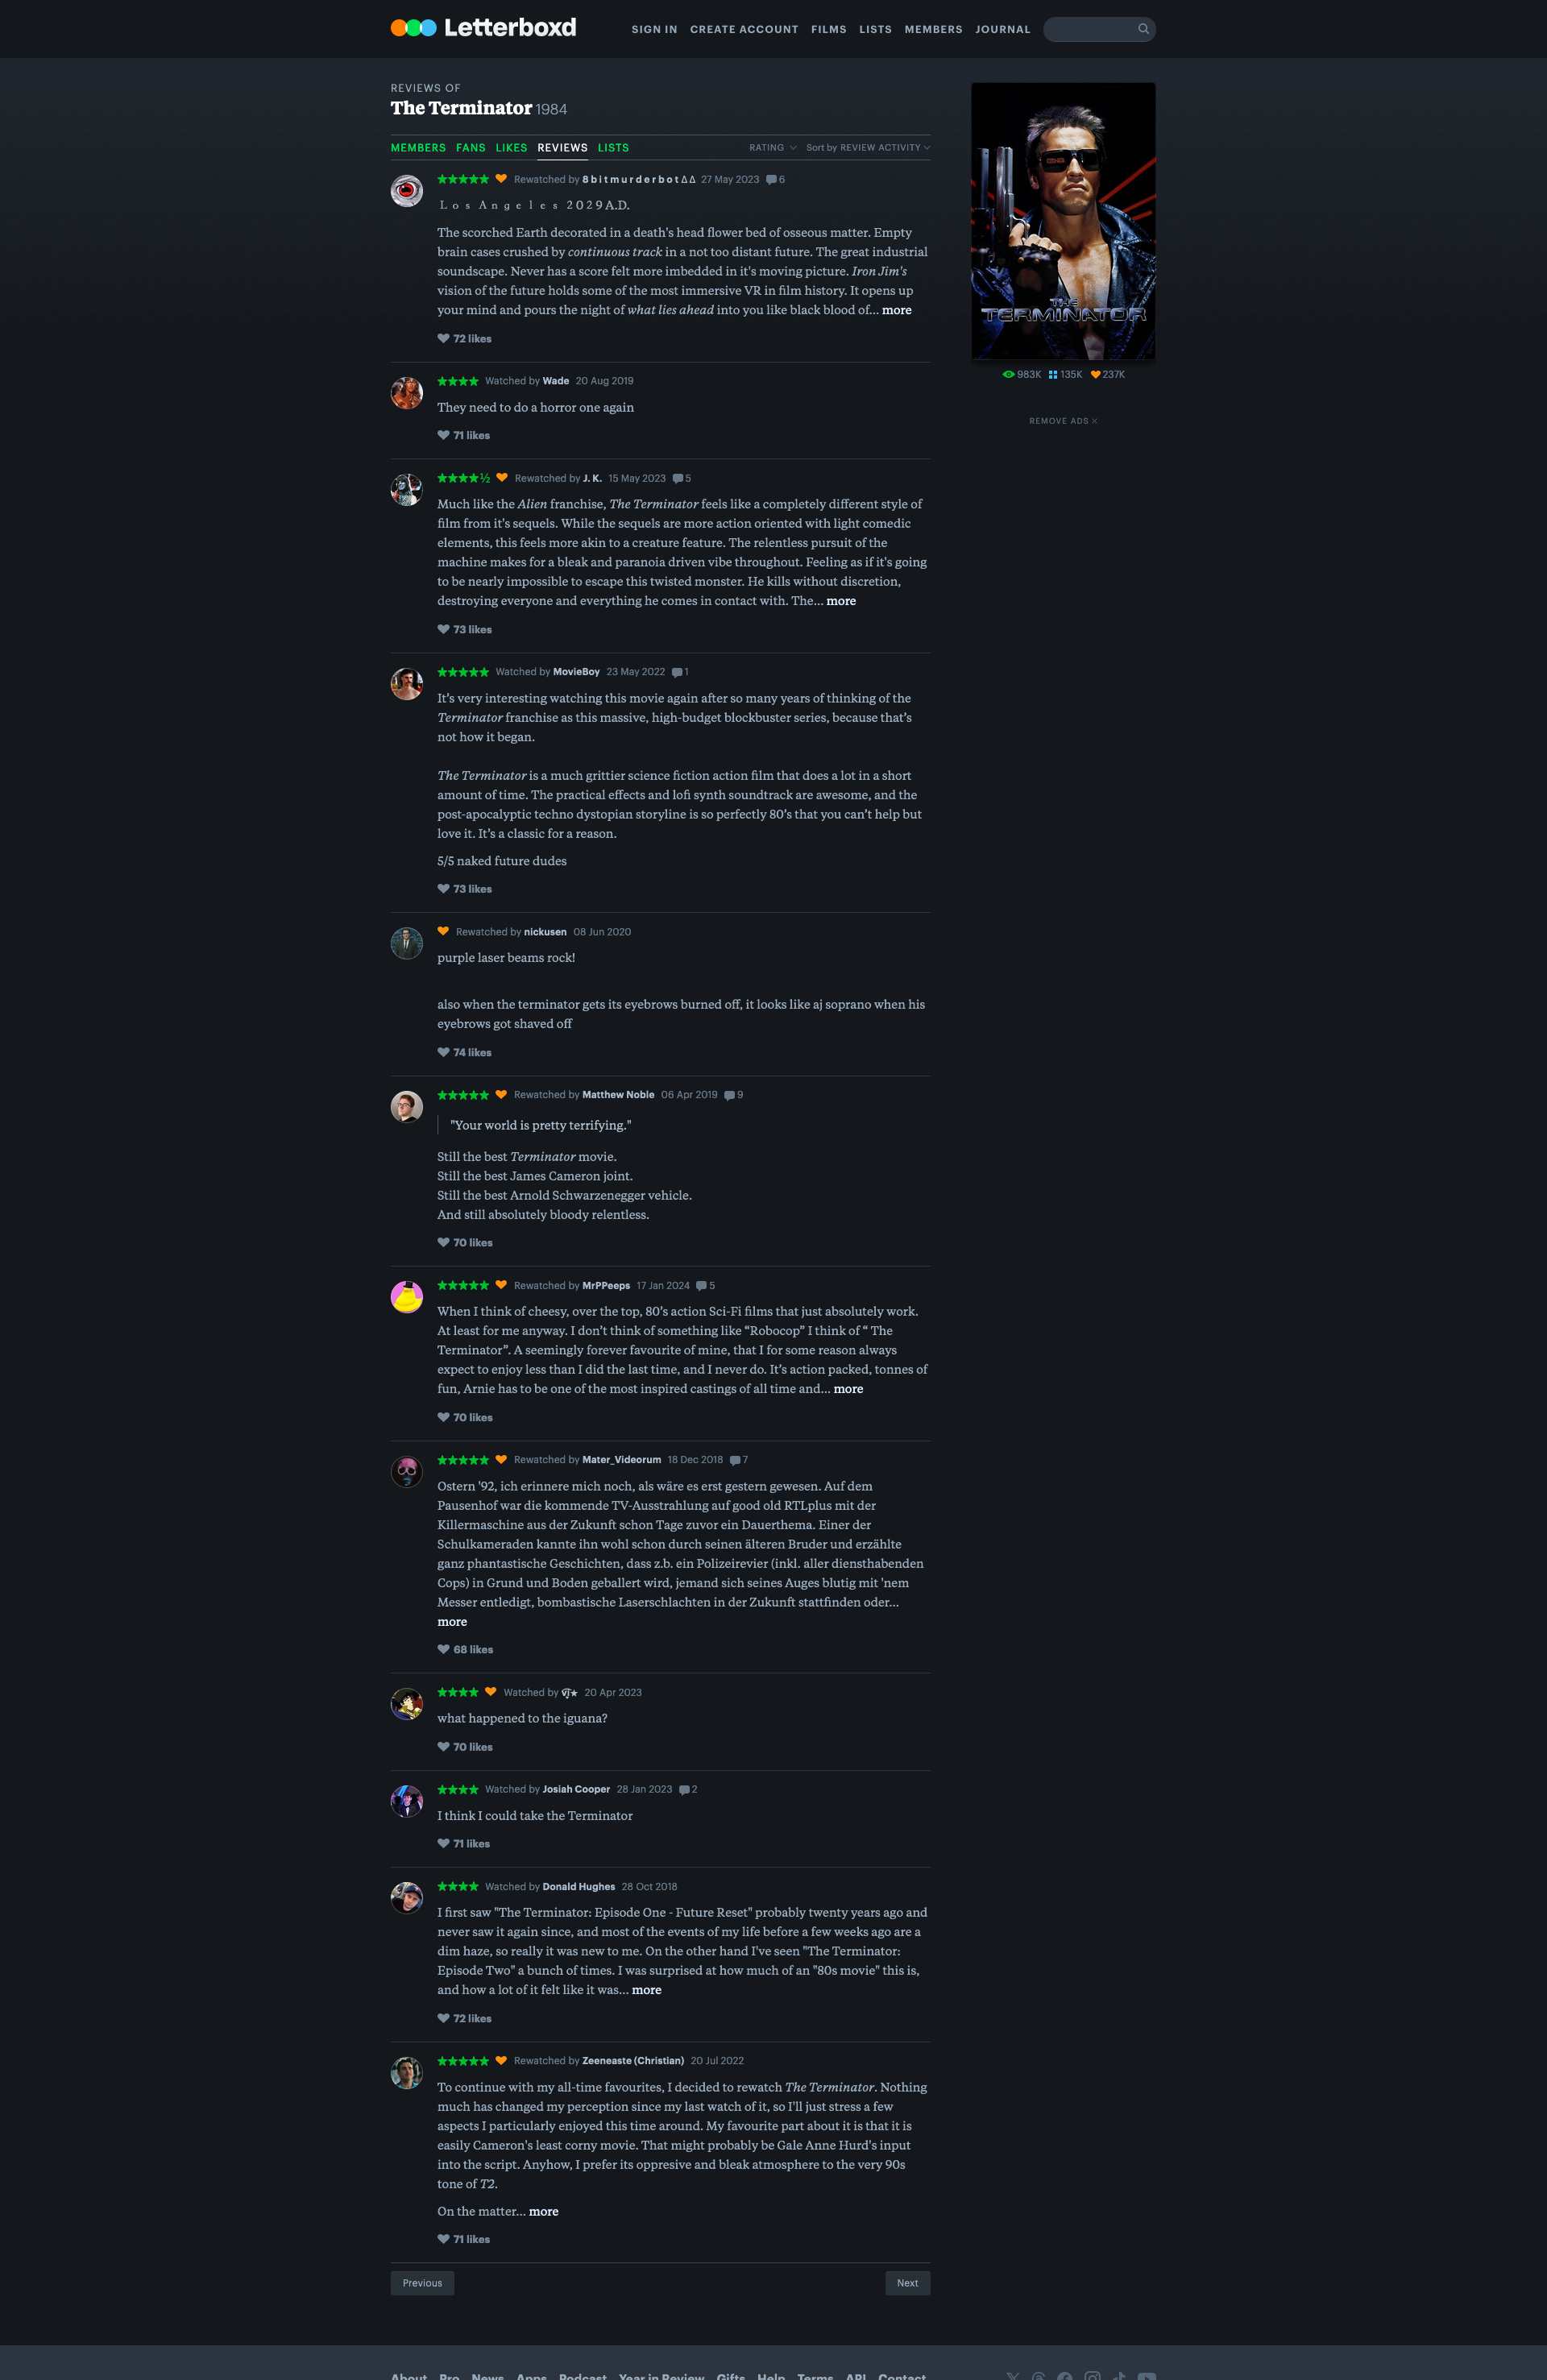 Letterboxd
SIGN IN CREATE ACCOUNT FILMS LISTS MEMBERS JOURNAL
REVIEWS OF
The Terminator 1984
MEMBERS FANS LIKES REVIEWS LISTS RATING Sort by REVIEW ACTIVITY
THE
TERMINATOR
983K 135K 237K
REMOVE ADS
★★★★★ Rewatched by 8bitmurderbot∆∆ 27 May 2023 6
Ｌｏｓ Ａｎｇｅｌｅｓ ２０２９A.D.
The scorched Earth decorated in a death's head flower bed of osseous matter. Empty
brain cases crushed by continuous track in a not too distant future. The great industrial
soundscape. Never has a score felt more imbedded in it's moving picture. Iron Jim's
vision of the future holds some of the most immersive VR in film history. It opens up
your mind and pours the night of what lies ahead into you like black blood of… more
72 likes
★★★★ Watched by Wade 20 Aug 2019
They need to do a horror one again
71 likes
★★★★½ Rewatched by J. K. 15 May 2023 5
Much like the Alien franchise, The Terminator feels like a completely different style of
film from it's sequels. While the sequels are more action oriented with light comedic
elements, this feels more akin to a creature feature. The relentless pursuit of the
machine makes for a bleak and paranoia driven vibe throughout. Feeling as if it's going
to be nearly impossible to escape this twisted monster. He kills without discretion,
destroying everyone and everything he comes in contact with. The… more
73 likes
★★★★★ Watched by MovieBoy 23 May 2022 1
It’s very interesting watching this movie again after so many years of thinking of the
Terminator franchise as this massive, high-budget blockbuster series, because that’s
not how it began.
The Terminator is a much grittier science fiction action film that does a lot in a short
amount of time. The practical effects and lofi synth soundtrack are awesome, and the
post-apocalyptic techno dystopian storyline is so perfectly 80’s that you can’t help but
love it. It’s a classic for a reason.
5/5 naked future dudes
73 likes
Rewatched by nickusen 08 Jun 2020
purple laser beams rock!
also when the terminator gets its eyebrows burned off, it looks like aj soprano when his
eyebrows got shaved off
74 likes
★★★★★ Rewatched by Matthew Noble 06 Apr 2019 9
"Your world is pretty terrifying."
Still the best Terminator movie.
Still the best James Cameron joint.
Still the best Arnold Schwarzenegger vehicle.
And still absolutely bloody relentless.
70 likes
★★★★★ Rewatched by MrPPeeps 17 Jan 2024 5
When I think of cheesy, over the top, 80’s action Sci-Fi films that just absolutely work.
At least for me anyway. I don’t think of something like “Robocop” I think of “ The
Terminator”. A seemingly forever favourite of mine, that I for some reason always
expect to enjoy less than I did the last time, and I never do. It’s action packed, tonnes of
fun, Arnie has to be one of the most inspired castings of all time and… more
70 likes
★★★★★ Rewatched by Mater_Videorum 18 Dec 2018 7
Ostern '92, ich erinnere mich noch, als wäre es erst gestern gewesen. Auf dem
Pausenhof war die kommende TV-Ausstrahlung auf good old RTLplus mit der
Killermaschine aus der Zukunft schon Tage zuvor ein Dauerthema. Einer der
Schulkameraden kannte ihn wohl schon durch seinen älteren Bruder und erzählte
ganz phantastische Geschichten, dass z.b. ein Polizeirevier (inkl. aller diensthabenden
Cops) in Grund und Boden geballert wird, jemand sich seines Auges blutig mit 'nem
Messer entledigt, bombastische Laserschlachten in der Zukunft stattfinden oder…
more
68 likes
★★★★ Watched by 20 Apr 2023
what happened to the iguana?
70 likes
★★★★ Watched by Josiah Cooper 28 Jan 2023 2
I think I could take the Terminator
71 likes
★★★★ Watched by Donald Hughes 28 Oct 2018
I first saw "The Terminator: Episode One - Future Reset" probably twenty years ago and
never saw it again since, and most of the events of my life before a few weeks ago are a
dim haze, so really it was new to me. On the other hand I've seen "The Terminator:
Episode Two" a bunch of times. I was surprised at how much of an "80s movie" this is,
and how a lot of it felt like it was… more
72 likes
★★★★★ Rewatched by Zeeneaste (Christian) 20 Jul 2022
To continue with my all-time favourites, I decided to rewatch The Terminator. Nothing
much has changed my perception since my last watch of it, so I'll just stress a few
aspects I particularly enjoyed this time around. My favourite part about it is that it is
easily Cameron's least corny movie. That might probably be Gale Anne Hurd's input
into the script. Anyhow, I prefer its oppresive and bleak atmosphere to the very 90s
tone of T2.
On the matter… more
71 likes
Previous Next
About Pro News Apps Podcast Year in Review Gifts Help Terms API Contact